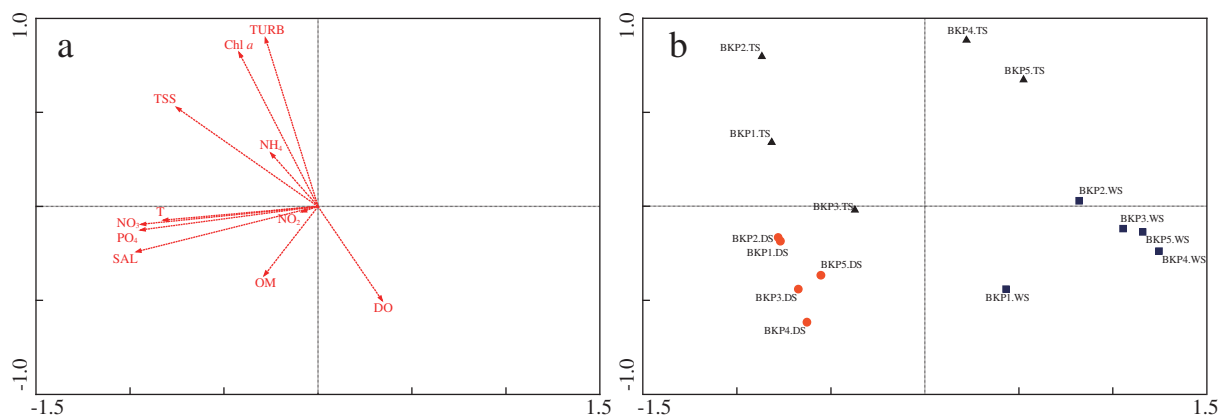 a
1.0
-1.0
-1.5
1.5
TURB
Chl a
TSS
NH₄
T
NO₂
NO₃
PO₄
SAL
OM
DO
b
1.0
-1.0
-1.5
1.5
BKP4.TS
BKP2.TS
BKP5.TS
BKP1.TS
BKP2.WS
BKP3.TS
BKP3.WS
BKP2.DS
BKP5.WS
BKP1.DS
BKP4.WS
BKP5.DS
BKP3.DS
BKP1.WS
BKP4.DS